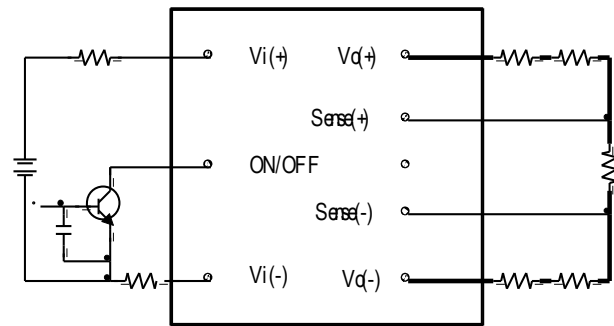 Vi(+) Vo(+)
Sense(+)
ON/OFF
Sense(-)
Vi(-) Vo(-)